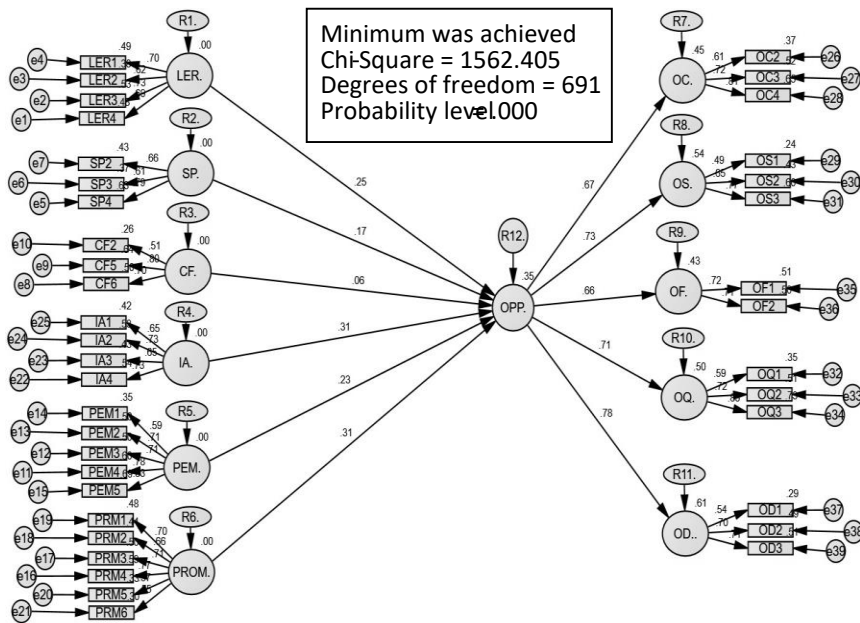 Minimum was achieved
Chi-Square = 1562.405
Degrees of freedom = 691
Probability level .000
R1.
.00
LER.
.49
.70
e4
LER1
e3
LER2
e2
LER3
e1
LER4
R2.
.00
SP.
.43
.66
.61
e7
SP2
e6
SP3
e5
SP4
R3.
.00
CF.
.26
.51
e10
CF2
e9
CF5
e8
CF6
R4.
.00
IA.
.42
.65
.73
.65
e25
IA1
e24
IA2
e23
IA3
e22
IA4
R5.
.00
PEM.
.35
.59
.71
.71
e14
PEM1
e13
PEM2
e12
PEM3
e11
PEM4
e15
PEM5
R6.
.00
PROM.
.48
.70
.66
.71
e19
PRM1
e18
PRM2
e17
PRM3
e16
PRM4
e20
PRM5
e21
PRM6
.25
.17
.06
.31
.23
.31
R12.
.35
OPP.
.67
.73
.66
.71
.78
R7.
.45
OC.
.37
.61
.72
OC2
e26
OC3
e27
OC4
e28
R8.
.54
OS.
.24
.49
.65
OS1
e29
OS2
e30
OS3
e31
R9.
.43
OF.
.51
.72
OF1
e35
OF2
e36
R10.
.50
OQ.
.35
.59
.72
OQ1
e32
OQ2
e33
OQ3
e34
R11.
.61
OD..
.29
.54
.70
OD1
e37
OD2
e38
OD3
e39